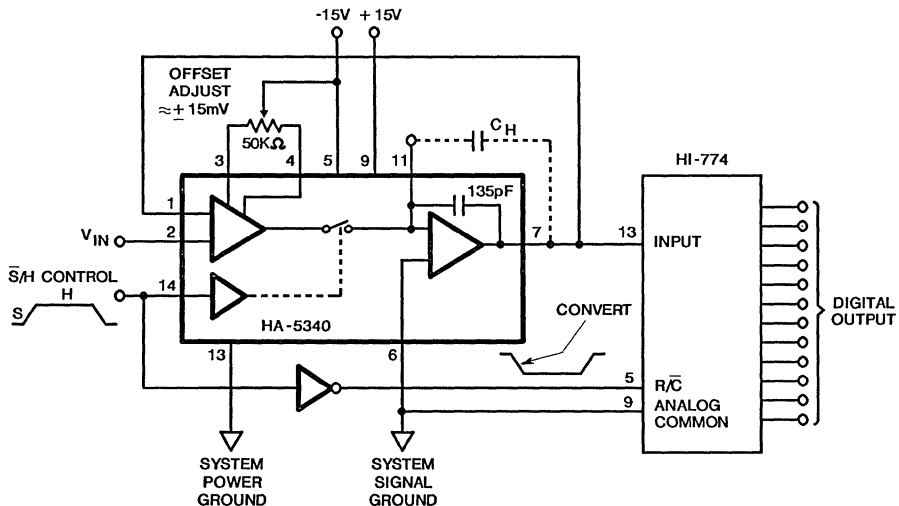 -15V
+ 15V
OFFSET
ADJUST
≈ ± 15mV
50KΩ
3
4
5
9
11
C_H
135pF
HI-774
1
2
V_IN
7
13
INPUT
S̅/H CONTROL
H
S
14
HA-5340
13
6
CONVERT
DIGITAL
OUTPUT
5
R/C̅
9
ANALOG
COMMON
SYSTEM
POWER
GROUND
SYSTEM
SIGNAL
GROUND